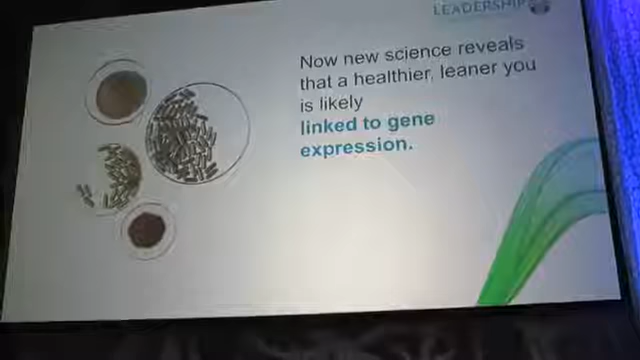 LEADERSHIP
Now new science reveals
that a healthier, leaner you
is likely
linked to gene
expression.